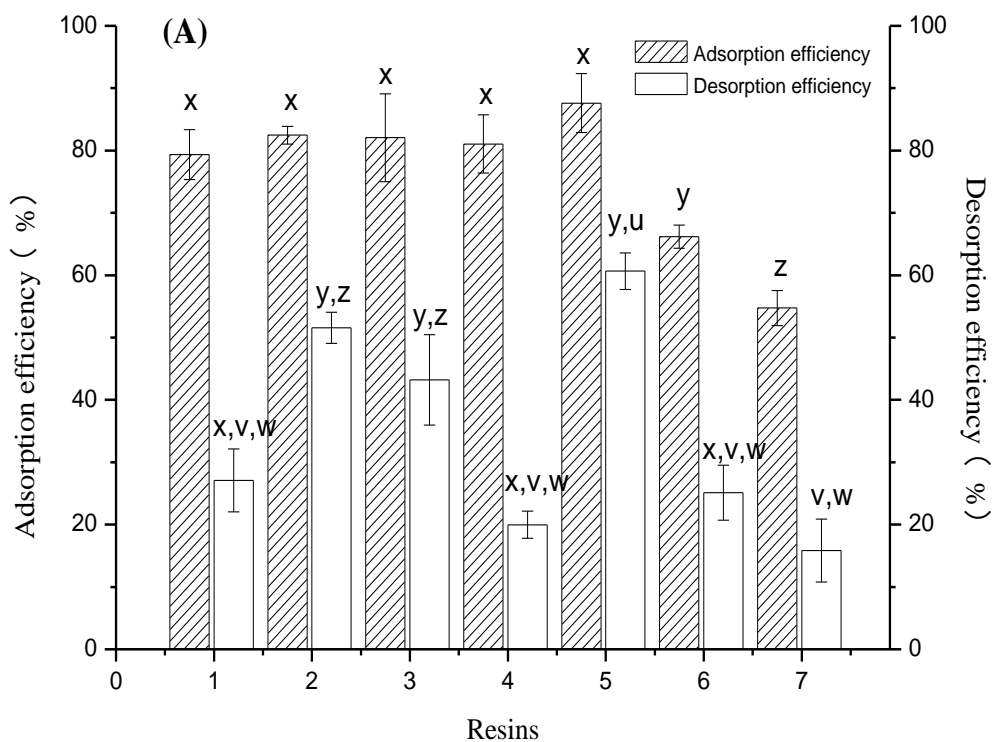 (A)
Adsorption efficiency
Desorption efficiency
100
80
60
40
20
0
Adsorption efficiency ( %)
x
x
x
x
x
y
z
x,v,w
y,z
y,z
x,v,w
y,u
x,v,w
v,w
100
80
60
40
20
0
Desorption efficiency ( %)
0 1 2 3 4 5 6 7
Resins